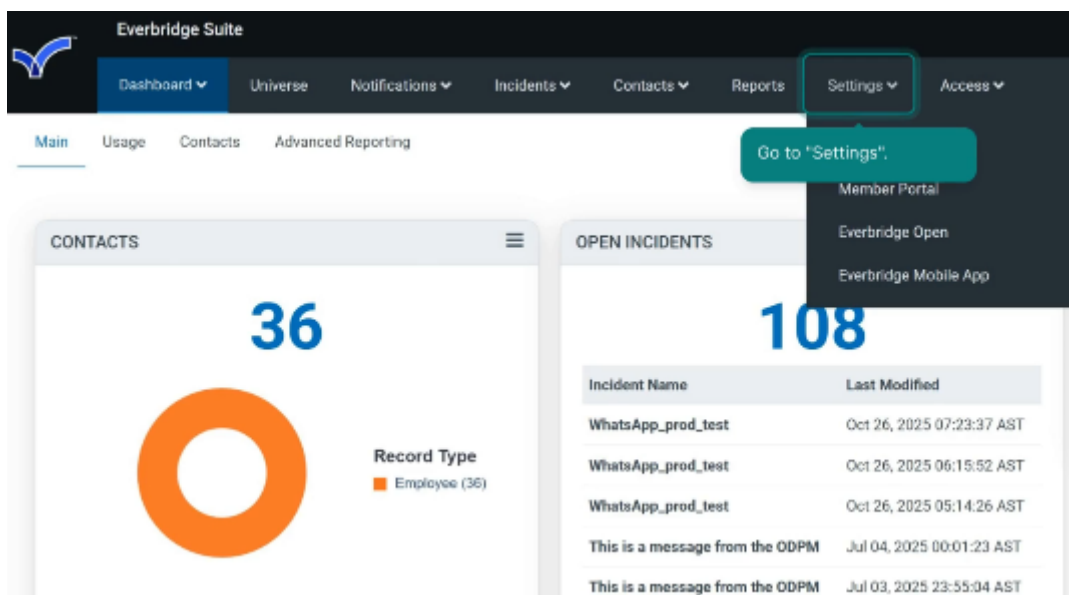 Everbridge Suite
Dashboard Universe Notifications Incidents Contacts Reports Settings Access
Main Usage Contacts Advanced Reporting
Go to "Settings".
Member Portal
Everbridge Open
Everbridge Mobile App
CONTACTS
36
Record Type
Employee (36)
OPEN INCIDENTS
108
Incident Name Last Modified
WhatsApp_prod_test Oct 26, 2025 07:23:37 AST
WhatsApp_prod_test Oct 26, 2025 06:15:52 AST
WhatsApp_prod_test Oct 26, 2025 05:14:26 AST
This is a message from the ODPM Jul 04, 2025 00:01:23 AST
This is a message from the ODPM Jul 03, 2025 23:55:04 AST